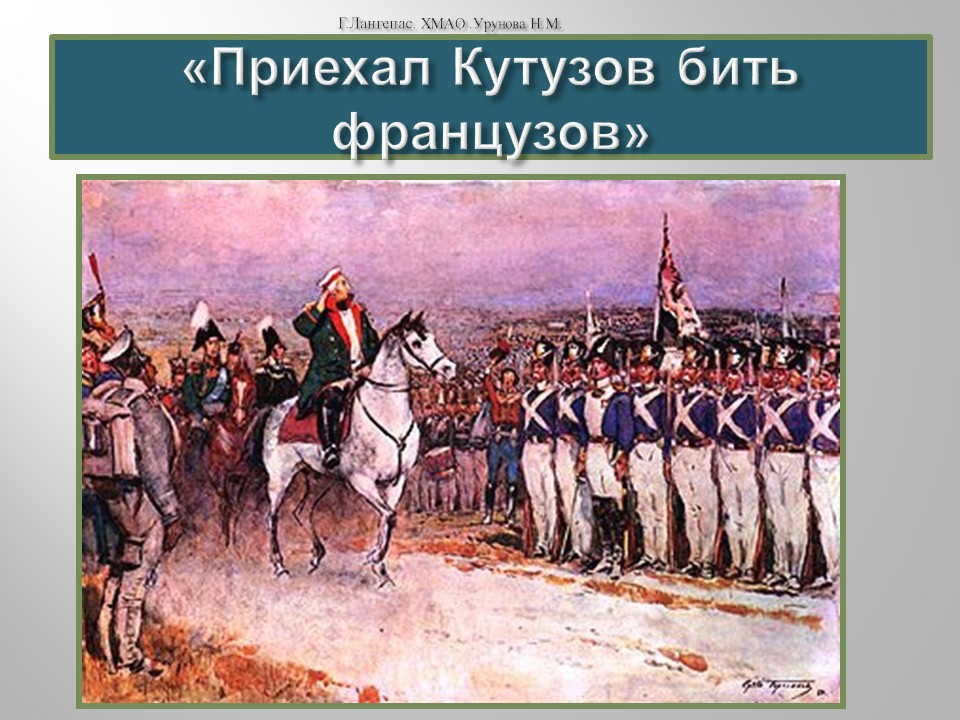 Г.Лангепас. ХМАО .Урунова Н.М.
«Приехал Кутузов бить
французов»